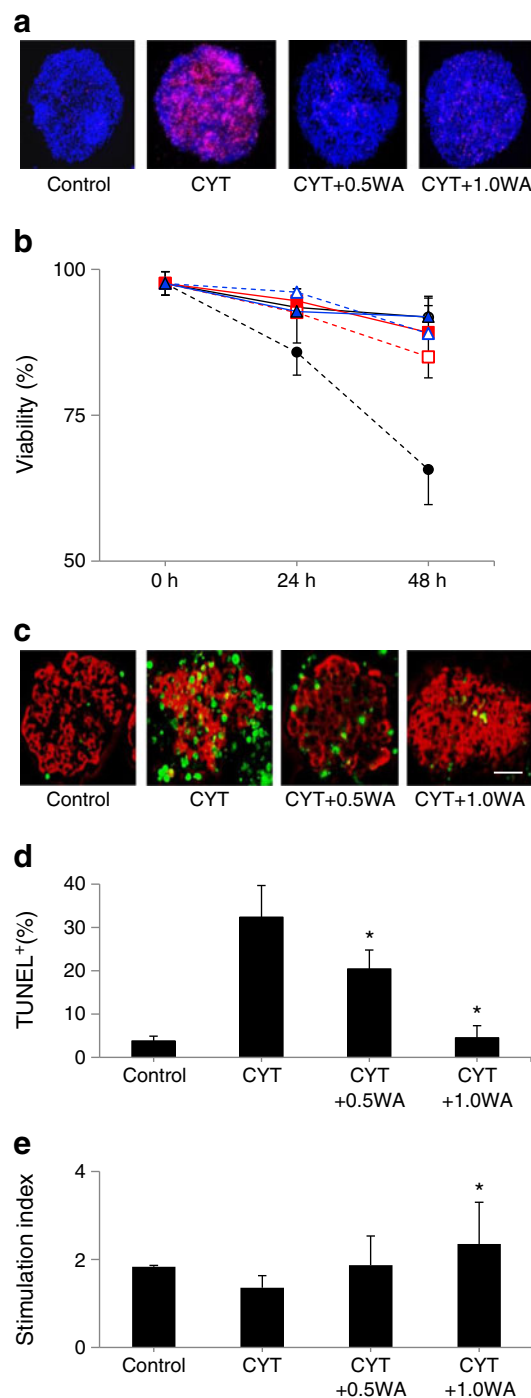 a
Control CYT CYT+0.5WA CYT+1.0WA
b
100
75
50
Viability (%)
0 h 24 h 48 h
c
Control CYT CYT+0.5WA CYT+1.0WA
d
40
30
20
10
0
TUNEL⁺(%)
*
*
Control CYT CYT CYT
+0.5WA +1.0WA
e
4
2
0
Stimulation index
*
Control CYT CYT CYT
+0.5WA +1.0WA